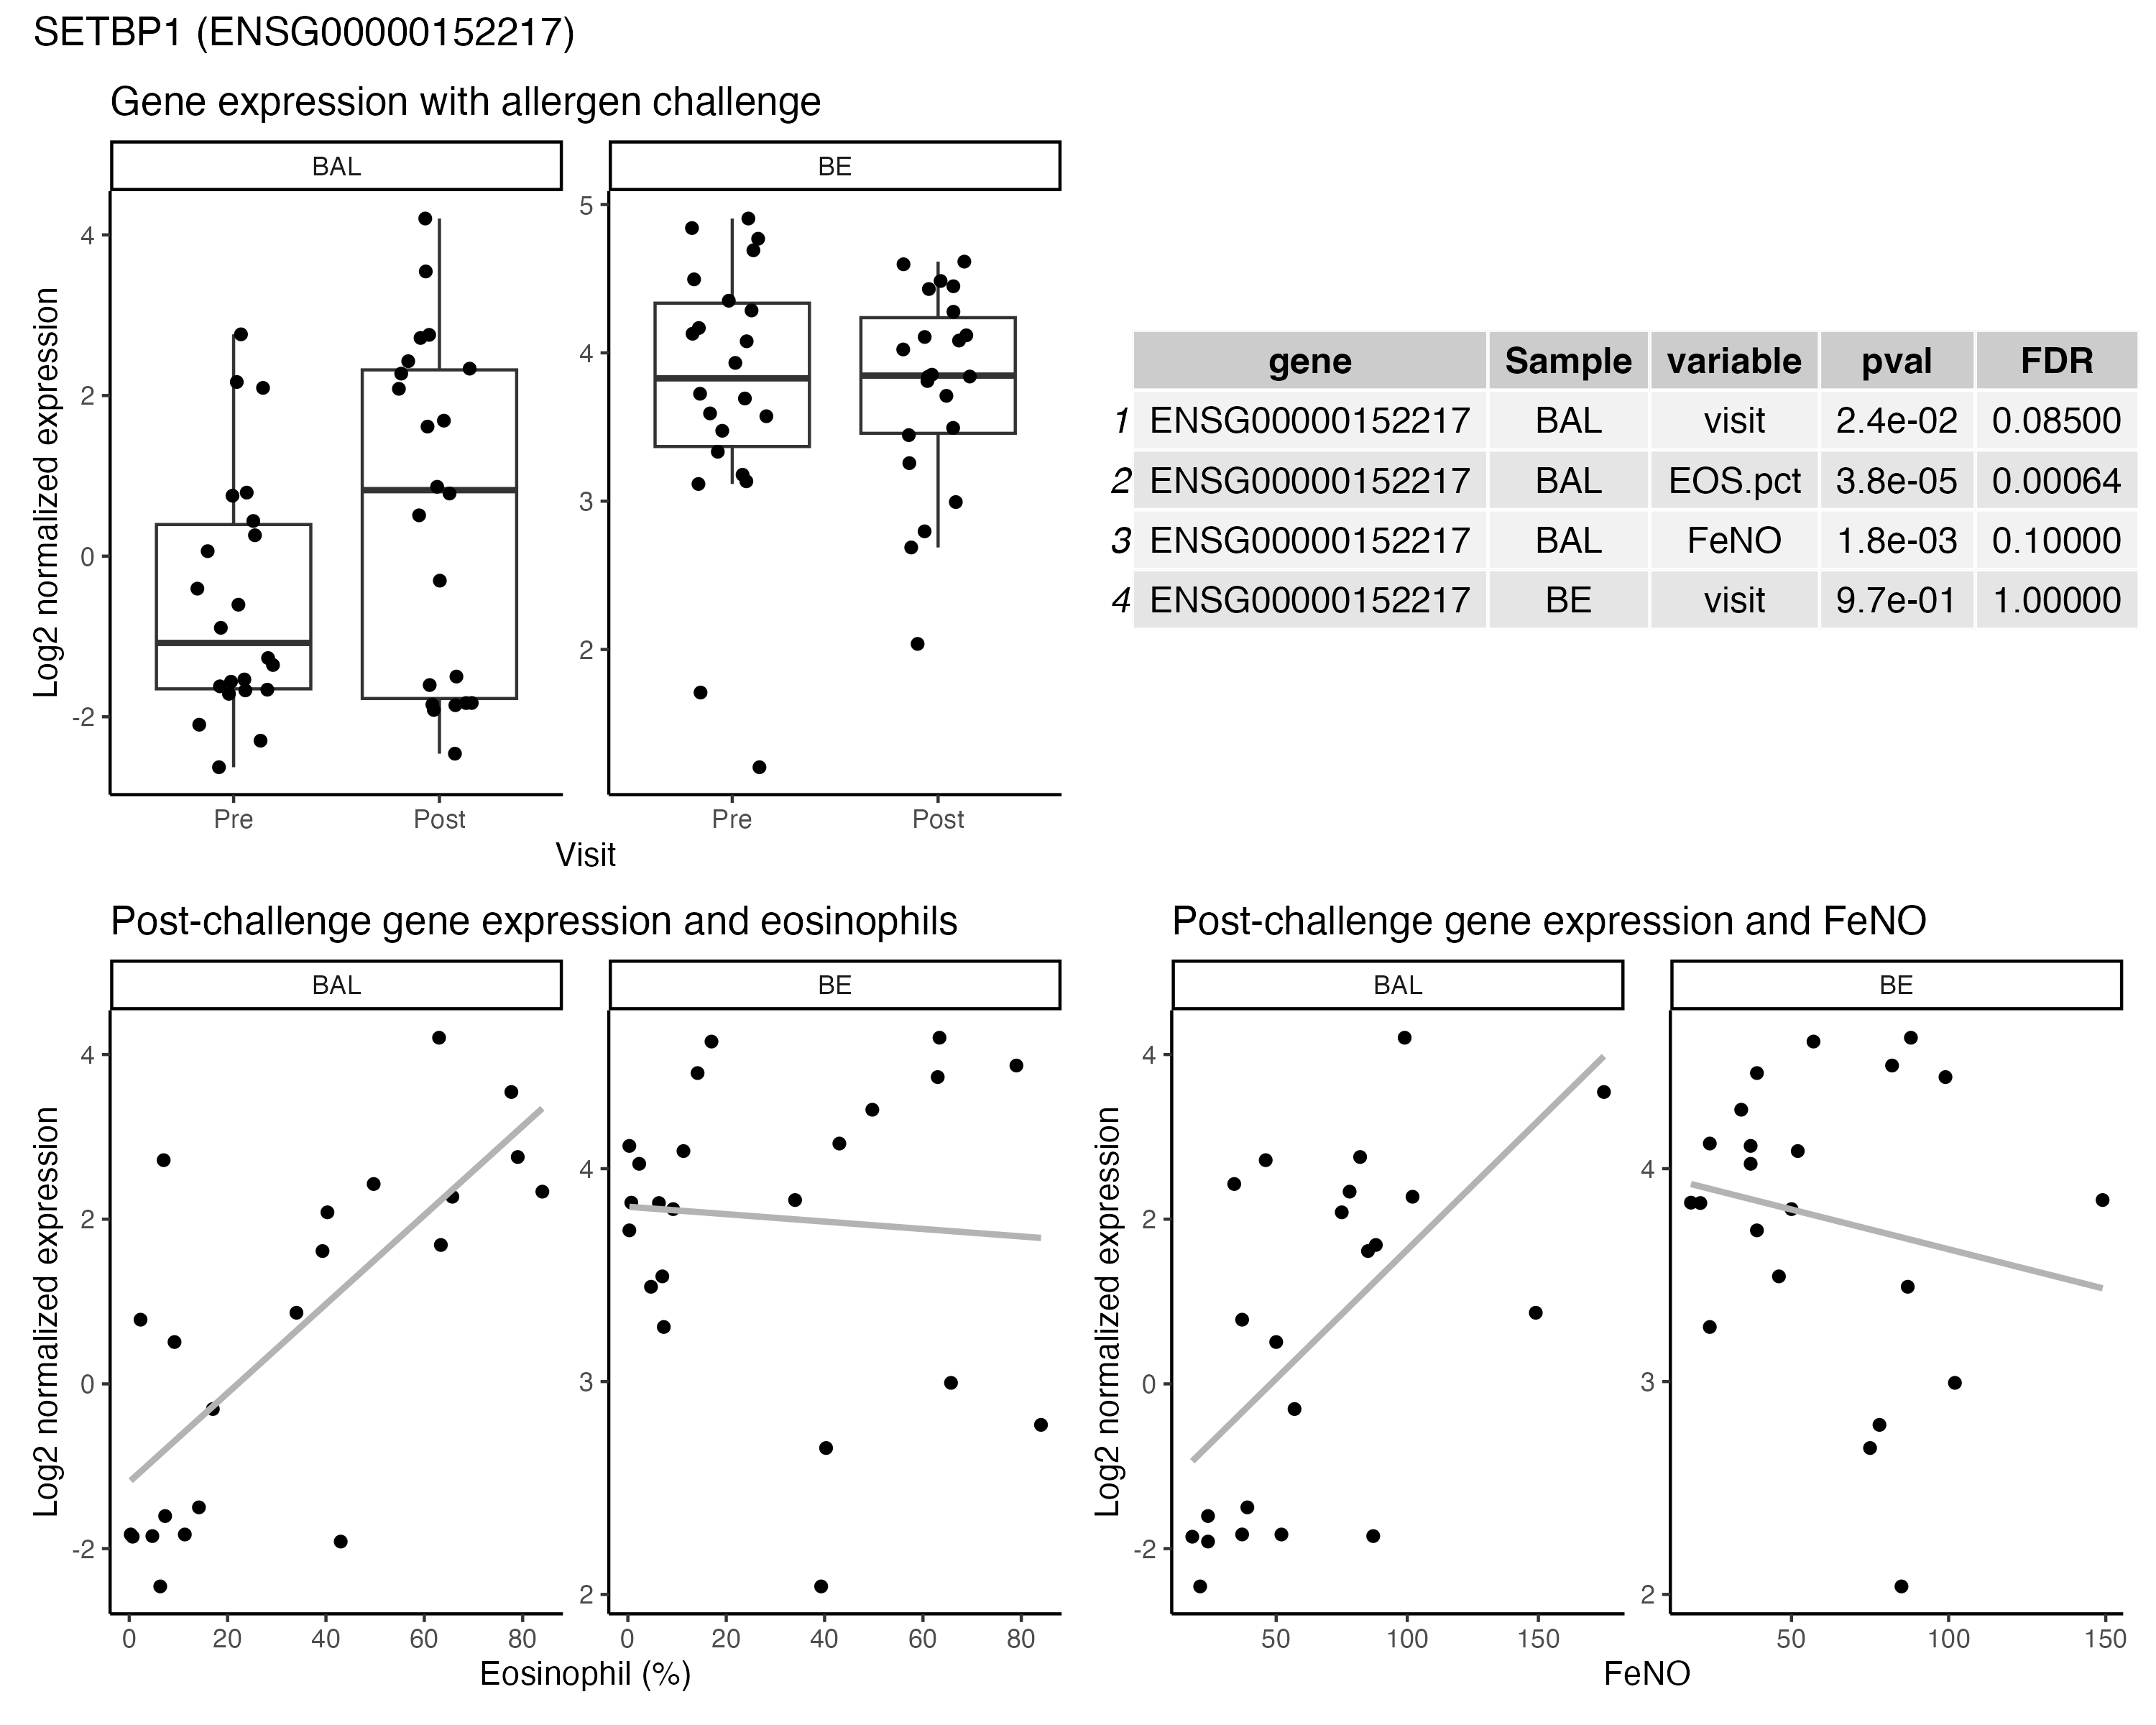 SETBP1 (ENSG00000152217)
Gene expression with allergen challenge
BAL BE
Log2 normalized expression
4
2
0
-2
5
4
3
2
Pre Post Pre Post
Visit
gene Sample variable pval FDR
1 ENSG00000152217 BAL visit 2.4e-02 0.08500
2 ENSG00000152217 BAL EOS.pct 3.8e-05 0.00064
3 ENSG00000152217 BAL FeNO 1.8e-03 0.10000
4 ENSG00000152217 BE visit 9.7e-01 1.00000
Post-challenge gene expression and eosinophils
BAL BE
Log2 normalized expression
4
2
0
-2
4
3
2
0 20 40 60 80 0 20 40 60 80
Eosinophil (%)
Post-challenge gene expression and FeNO
BAL BE
Log2 normalized expression
4
2
0
-2
4
3
2
50 100 150 50 100 150
FeNO